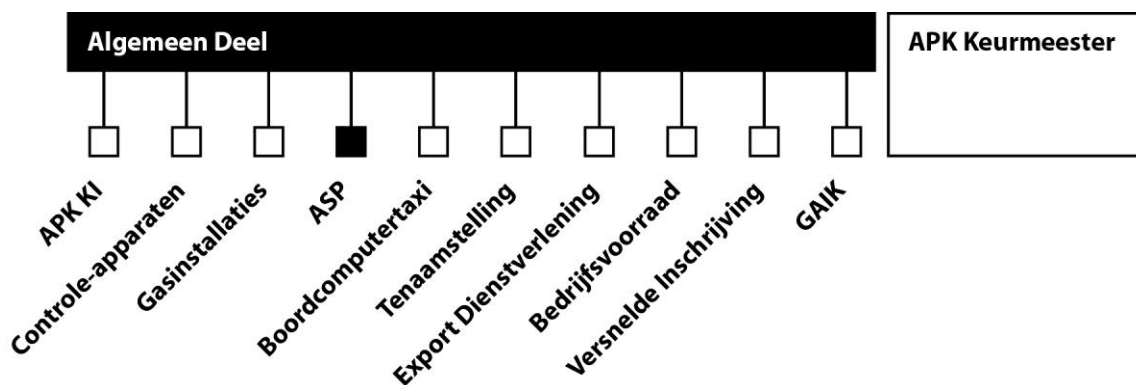 Algemeen Deel
APK Keurmeester
APK KI
Controle-apparaten
Gasinstallaties
ASP
Boordcomputertaxi
Tenaamstelling
Export Dienstverlening
Bedrijfsvoorraad
Versnelde Inschrijving
GAIK